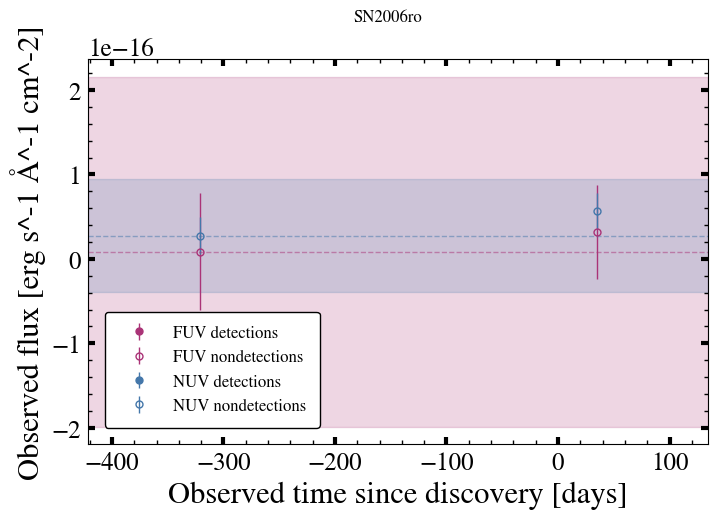 SN2006ro
1e−16
Observed flux [erg s^-1 Å^-1 cm^-2]
2
1
0
−1
−2
FUV detections
FUV nondetections
NUV detections
NUV nondetections
−400 −300 −200 −100 0 100
Observed time since discovery [days]